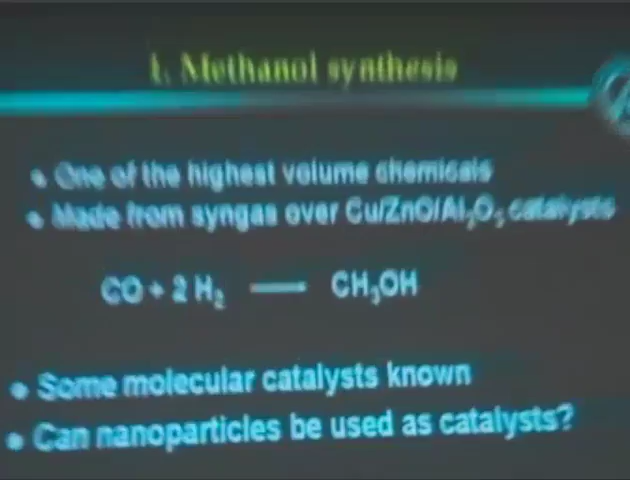 1. Methanol synthesis
• One of the highest volume chemicals
• Made from syngas over Cu/ZnO/Al₂O₃ catalysts
CO + 2 H₂ — CH₃OH
• Some molecular catalysts known
• Can nanoparticles be used as catalysts?